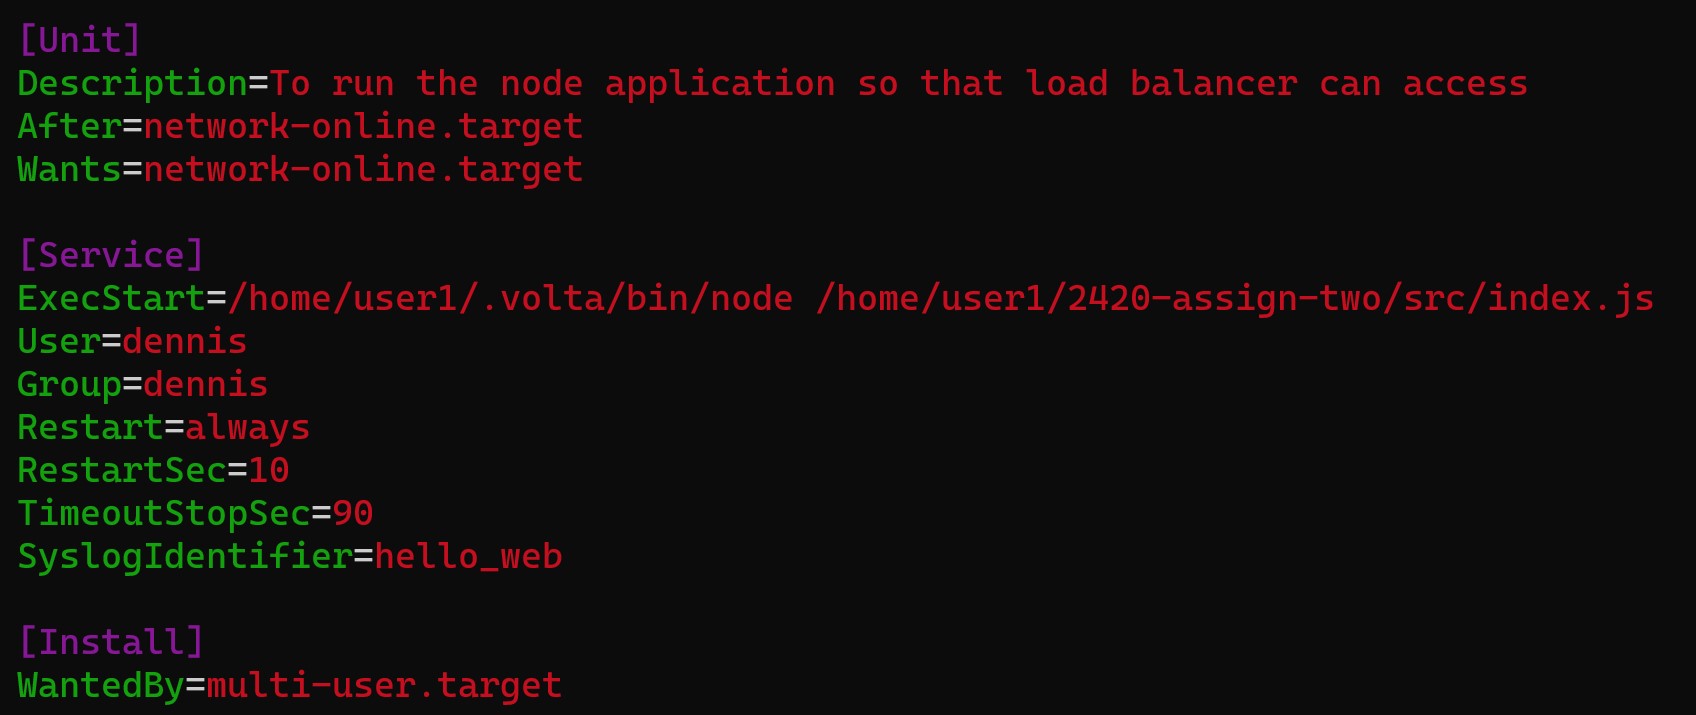 [Unit]
Description=To run the node application so that load balancer can access
After=network-online.target
Wants=network-online.target

[Service]
ExecStart=/home/user1/.volta/bin/node /home/user1/2420-assign-two/src/index.js
User=dennis
Group=dennis
Restart=always
RestartSec=10
TimeoutStopSec=90
SyslogIdentifier=hello_web

[Install]
WantedBy=multi-user.target